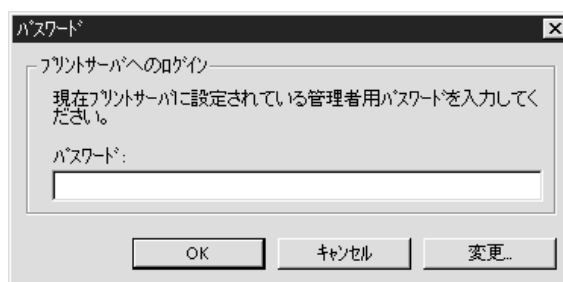 パスワード
プリントサーバへのログイン
現在プリントサーバに設定されている管理者用パスワードを入力してく
ださい。
パスワード:
OK
キャンセル
変更...